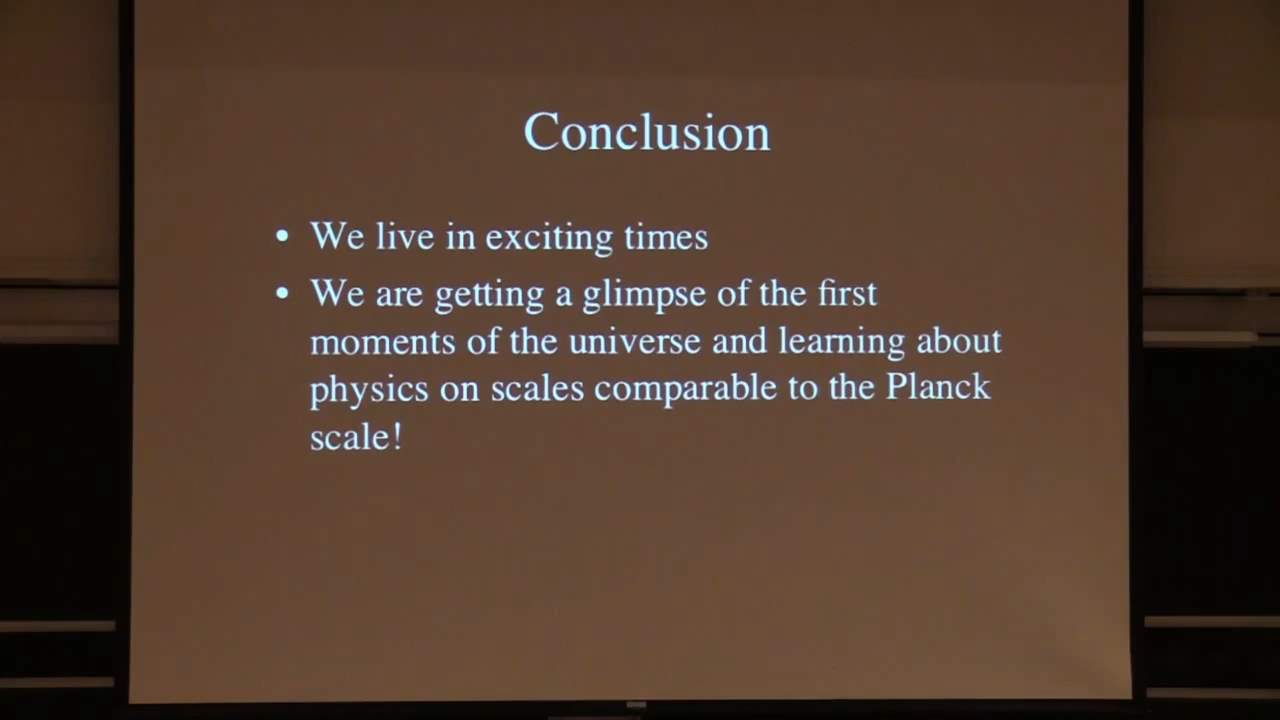 Conclusion
• We live in exciting times
• We are getting a glimpse of the first
moments of the universe and learning about
physics on scales comparable to the Planck
scale!